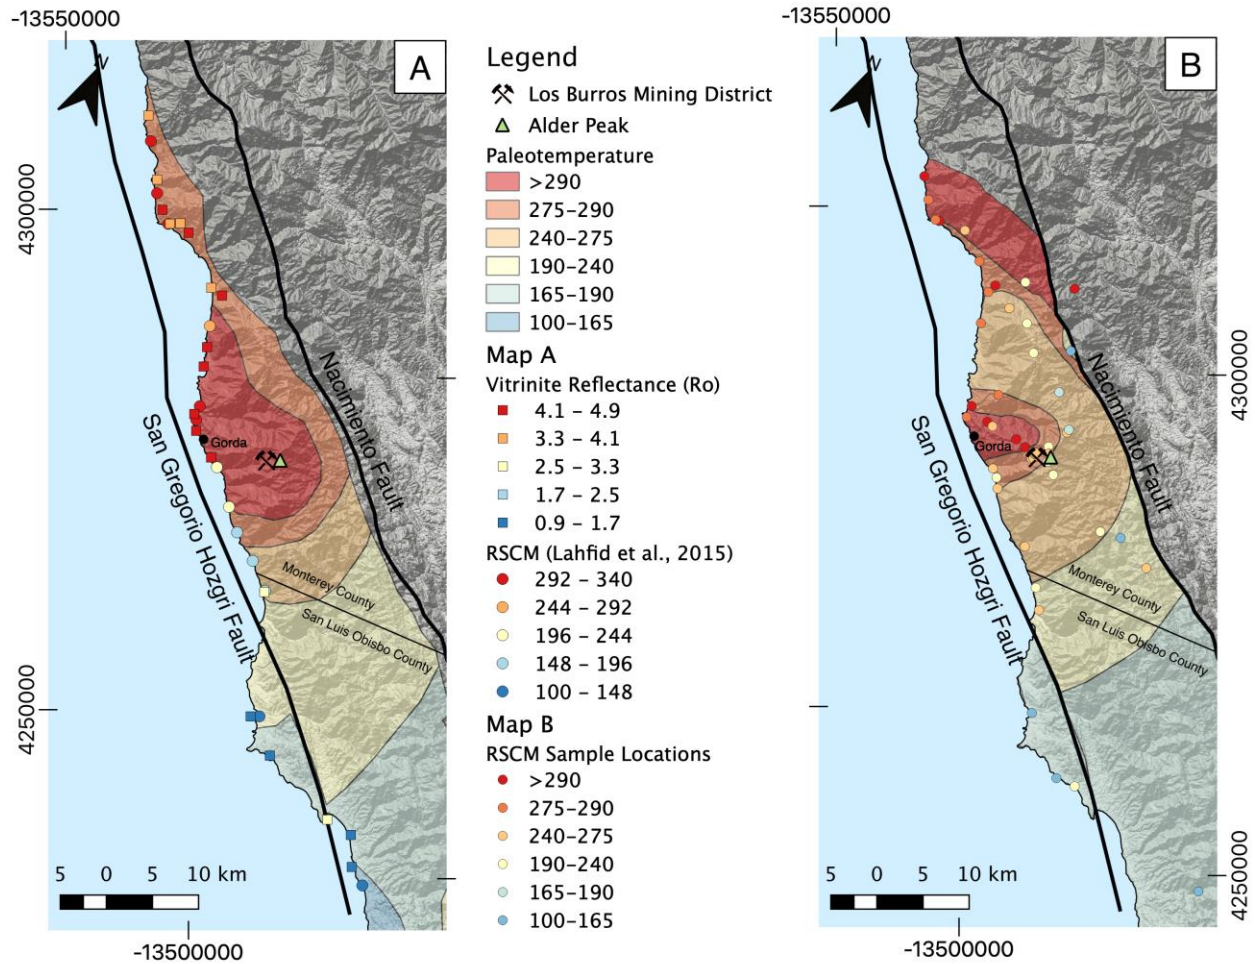 -13550000
-13550000
A
N
4300000
Gorda
Nacimiento Fault
San Gregorio Hozgri Fault
Monterey County
San Luis Obisbo County
4250000
5 0 5 10 km
-13500000
Legend
Los Burros Mining District
Alder Peak
Paleotemperature
>290
275-290
240-275
190-240
165-190
100-165
Map A
Vitrinite Reflectance (Ro)
4.1 - 4.9
3.3 - 4.1
2.5 - 3.3
1.7 - 2.5
0.9 - 1.7
RSCM (Lahfid et al., 2015)
292 - 340
244 - 292
196 - 244
148 - 196
100 - 148
Map B
RSCM Sample Locations
>290
275-290
240-275
190-240
165-190
100-165
B
N
4300000
Gorda
Nacimiento Fault
San Gregorio Hozgri Fault
Monterey County
San Luis Obisbo County
4250000
5 0 5 10 km
-13500000